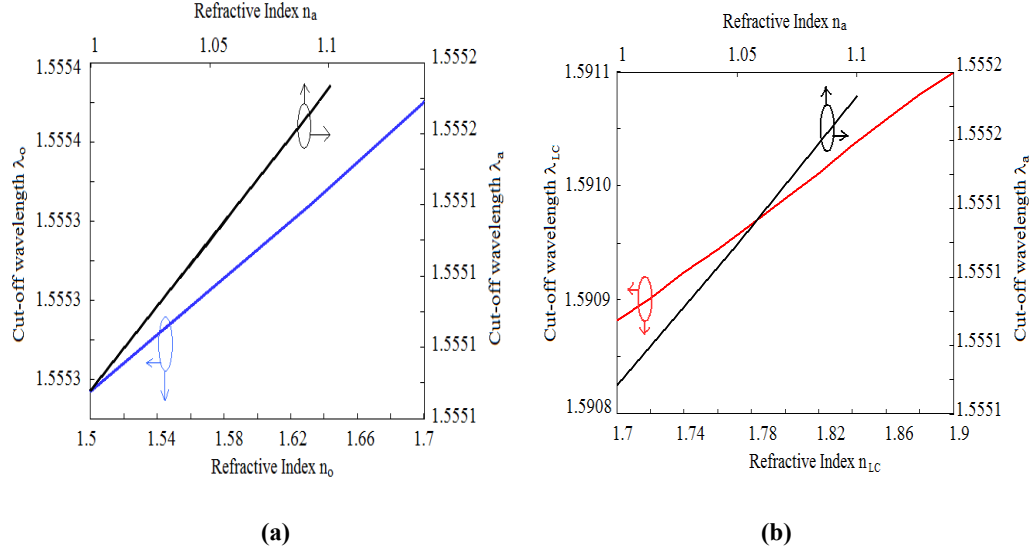 Refractive Index na
1 1.05 1.1
1.5554
1.5554
1.5553
1.5553
1.5553
Cut-off wavelength λo
1.5552
1.5552
1.5551
1.5551
1.5551
1.5551
Cut-off wavelength λa
1.5 1.54 1.58 1.62 1.66 1.7
Refractive Index no
(a)
Refractive Index na
1 1.05 1.1
1.5911
1.5910
1.5909
1.5908
Cut-off wavelength λLC
1.5552
1.5552
1.5551
1.5551
1.5551
1.5551
Cut-off wavelength λa
1.7 1.74 1.78 1.82 1.86 1.9
Refractive Index nLC
(b)